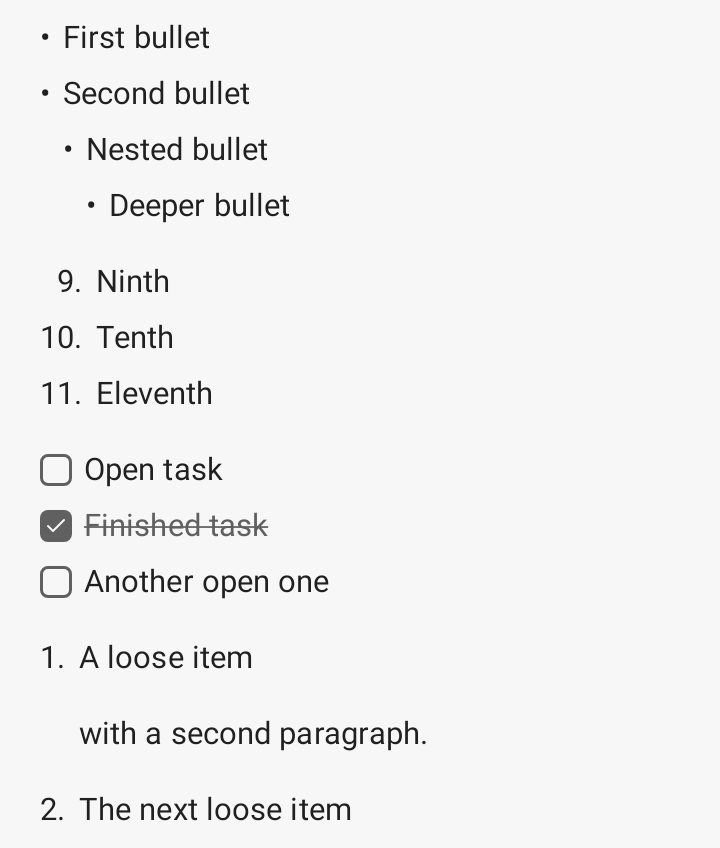 • First bullet
• Second bullet
• Nested bullet
• Deeper bullet
9. Ninth
10. Tenth
11. Eleventh
Open task
Finished task
Another open one
1. A loose item
with a second paragraph.
2. The next loose item